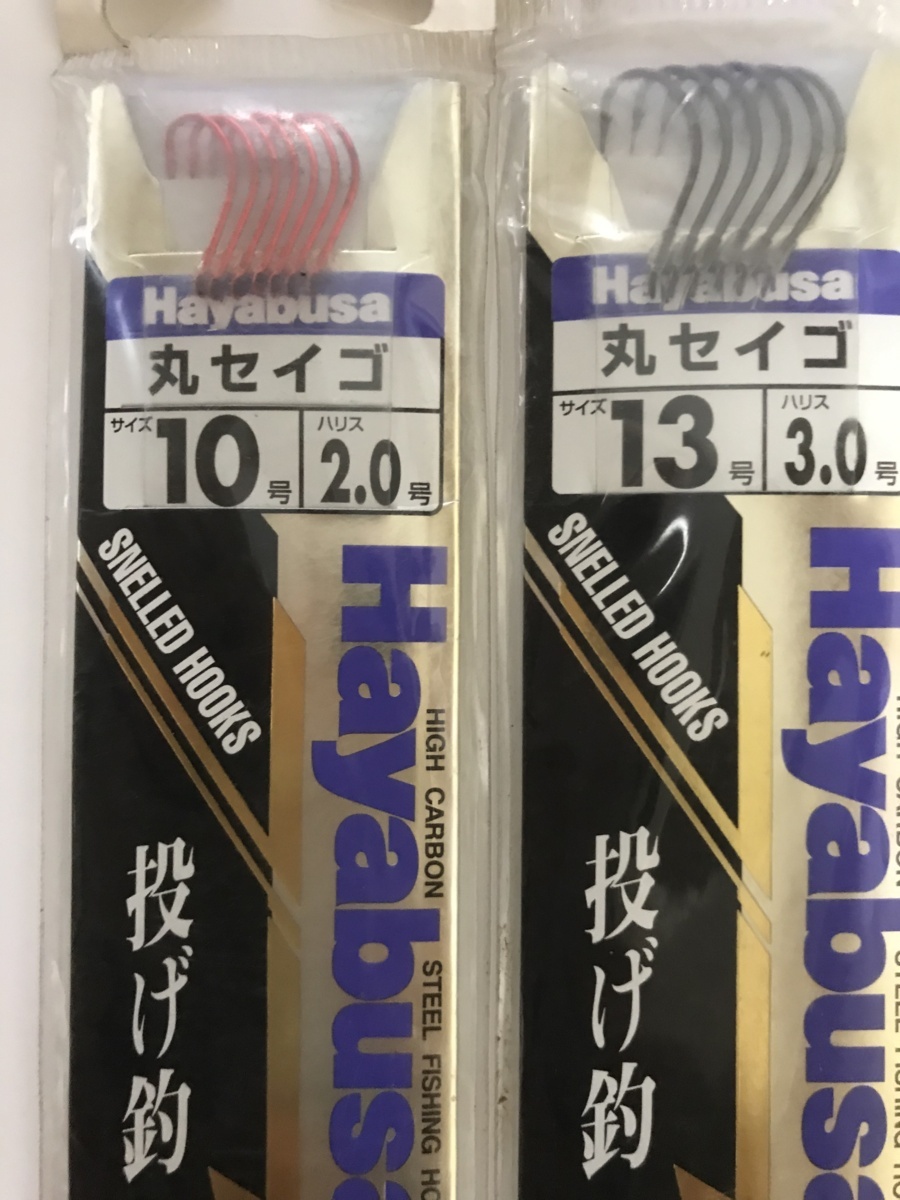 Hayabusa
丸セイゴ
サイズ 10 号 ハリス 2.0 号
SNELLED HOOKS
Hayabusa
HIGH CARBON STEEL FISHING
投げ釣
Hayabusa
丸セイゴ
サイズ 13 号 ハリス 3.0 号
SNELLED HOOKS
Hayabusa
投げ釣